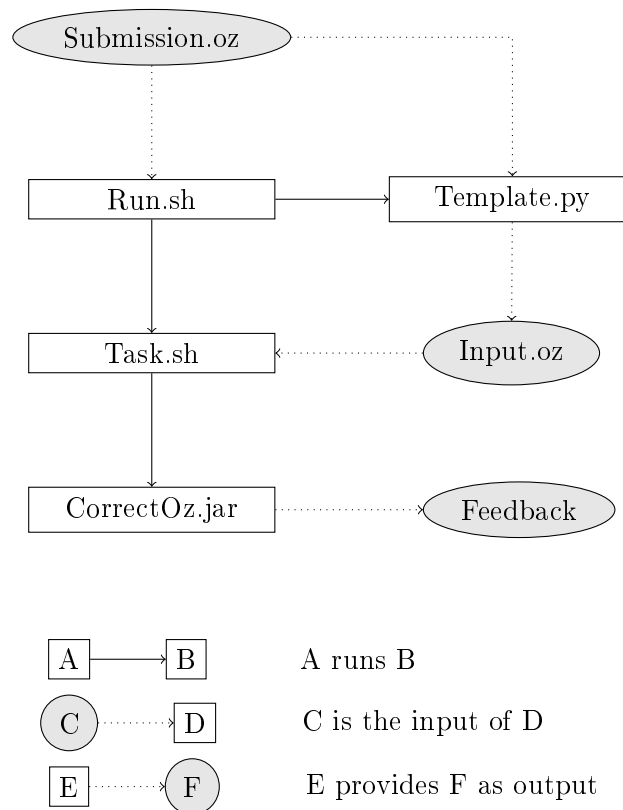 Submission.oz
Run.sh
Template.py
Task.sh
Input.oz
CorrectOz.jar
Feedback
A B A runs B
C D C is the input of D
E F E provides F as output